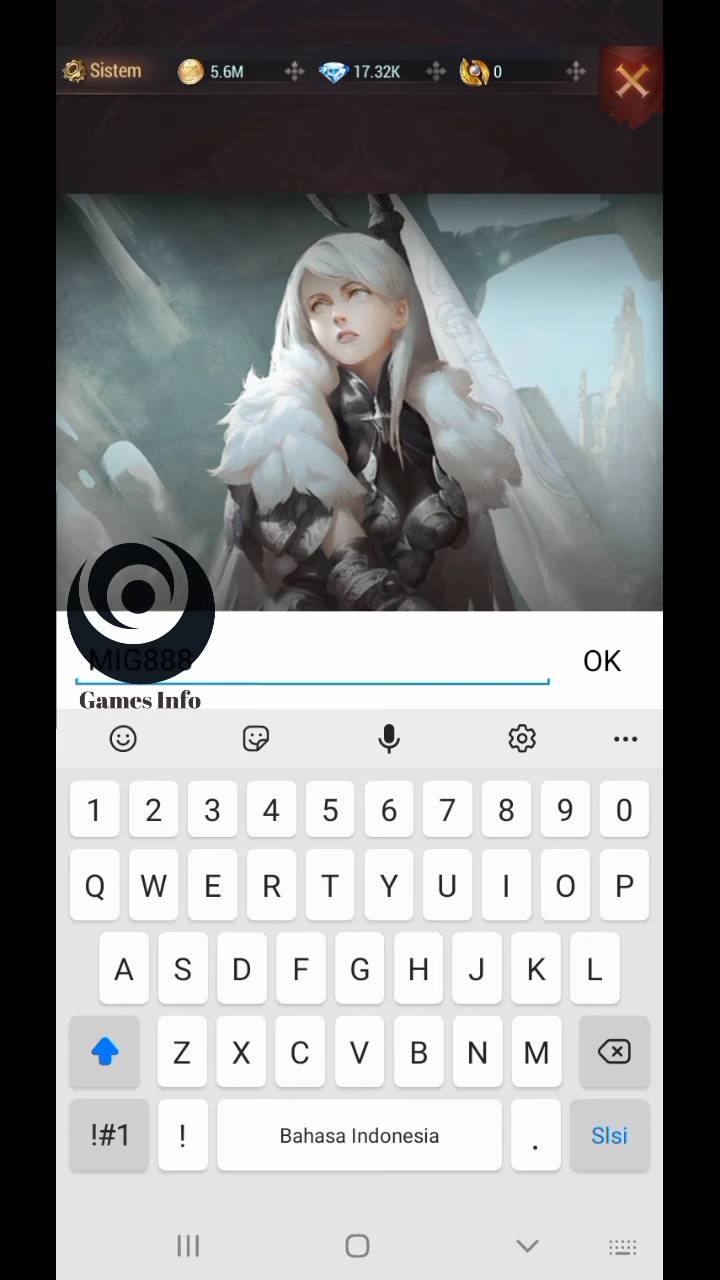 Sistem 5.6M 17.32K 0
MIG888 OK
Games Info
1 2 3 4 5 6 7 8 9 0
Q W E R T Y U I O P
A S D F G H J K L
Z X C V B N M
!#1 ! Bahasa Indonesia . Slsi